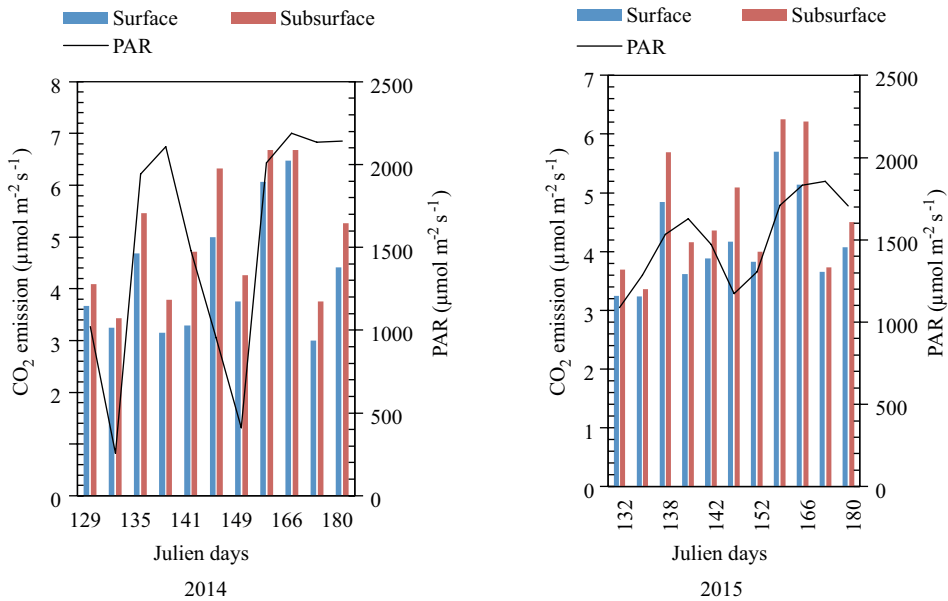 Surface
Subsurface
PAR
8
7
6
5
4
3
2
1
0
2500
2000
1500
1000
500
0
CO2 emission (µmol m-2 s-1 )
PAR (µmol m-2 s-1 )
129 135 141 149 166 180
Julien days
2014
Surface
Subsurface
PAR
7
6
5
4
3
2
1
0
2500
2000
1500
1000
500
0
CO2 emission (µmol m-2 s-1 )
PAR (µmol m-2 s-1 )
132 138 142 152 166 180
Julien days
2015